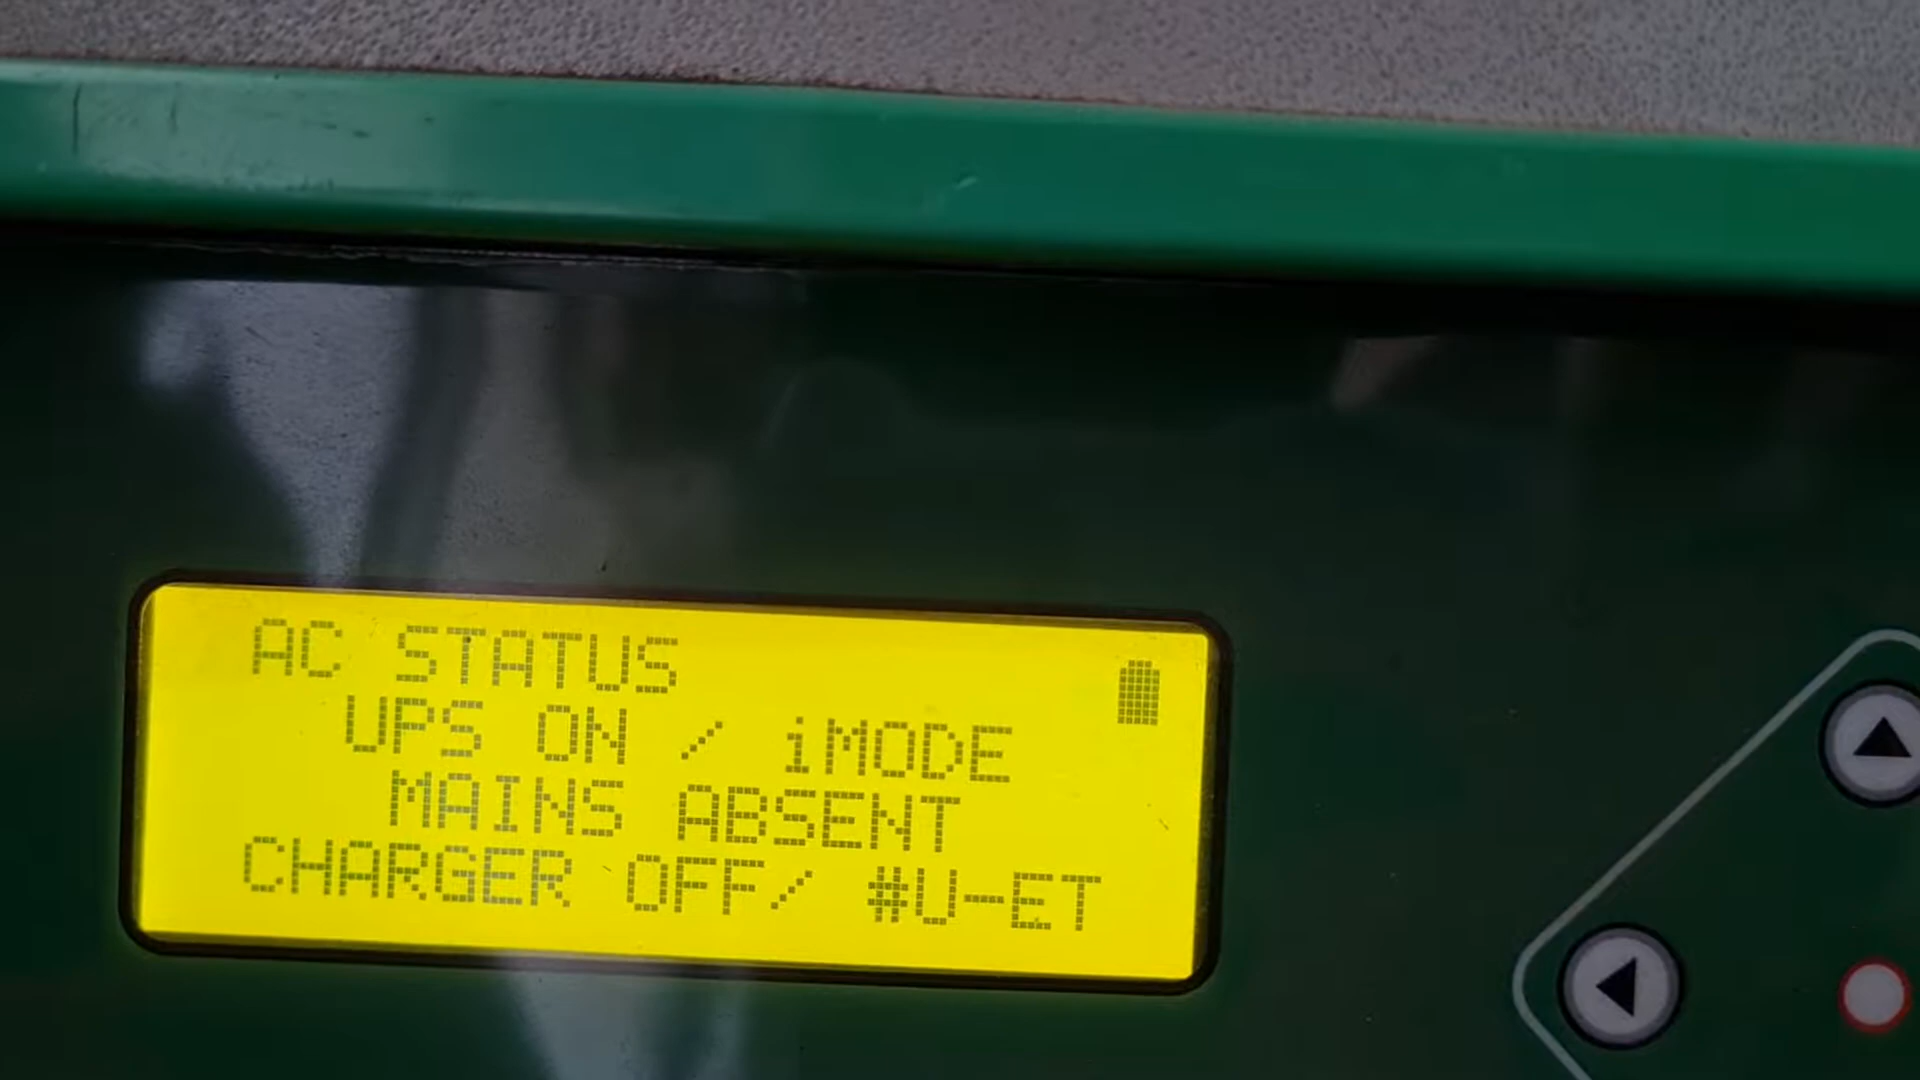 AC STATUS
UPS ON / iMODE
MAINS ABSENT
CHARGER OFF/ #U-ET